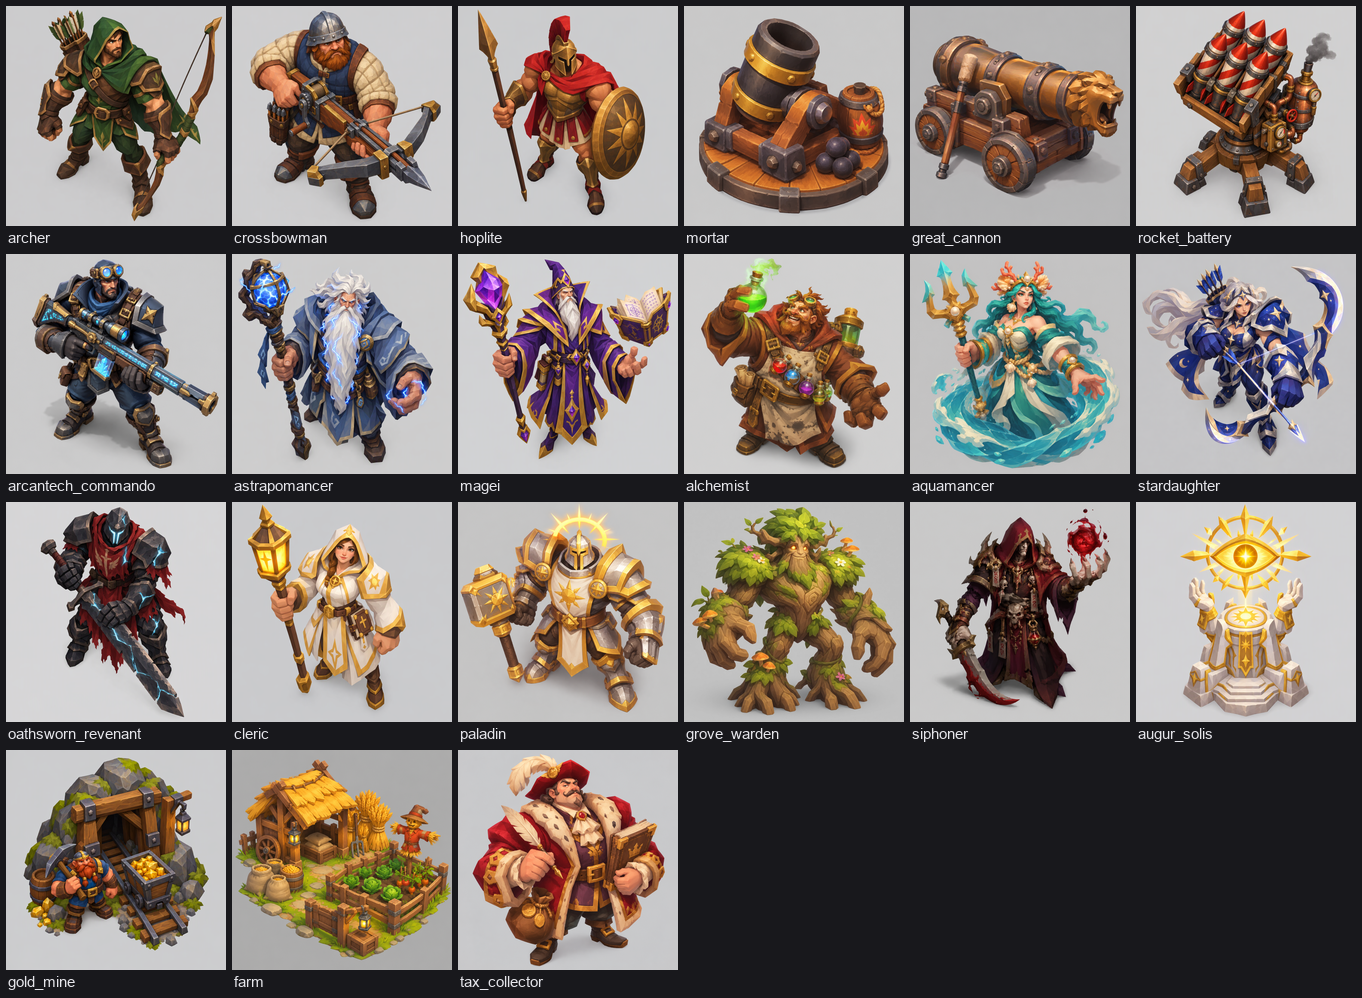 archer
crossbowman
hoplite
mortar
great_cannon
rocket_battery
arcantech_commando
astrapomancer
magei
alchemist
aquamancer
stardaughter
oathsworn_revenant
cleric
paladin
grove_warden
siphoner
augur_solis
gold_mine
farm
tax_collector